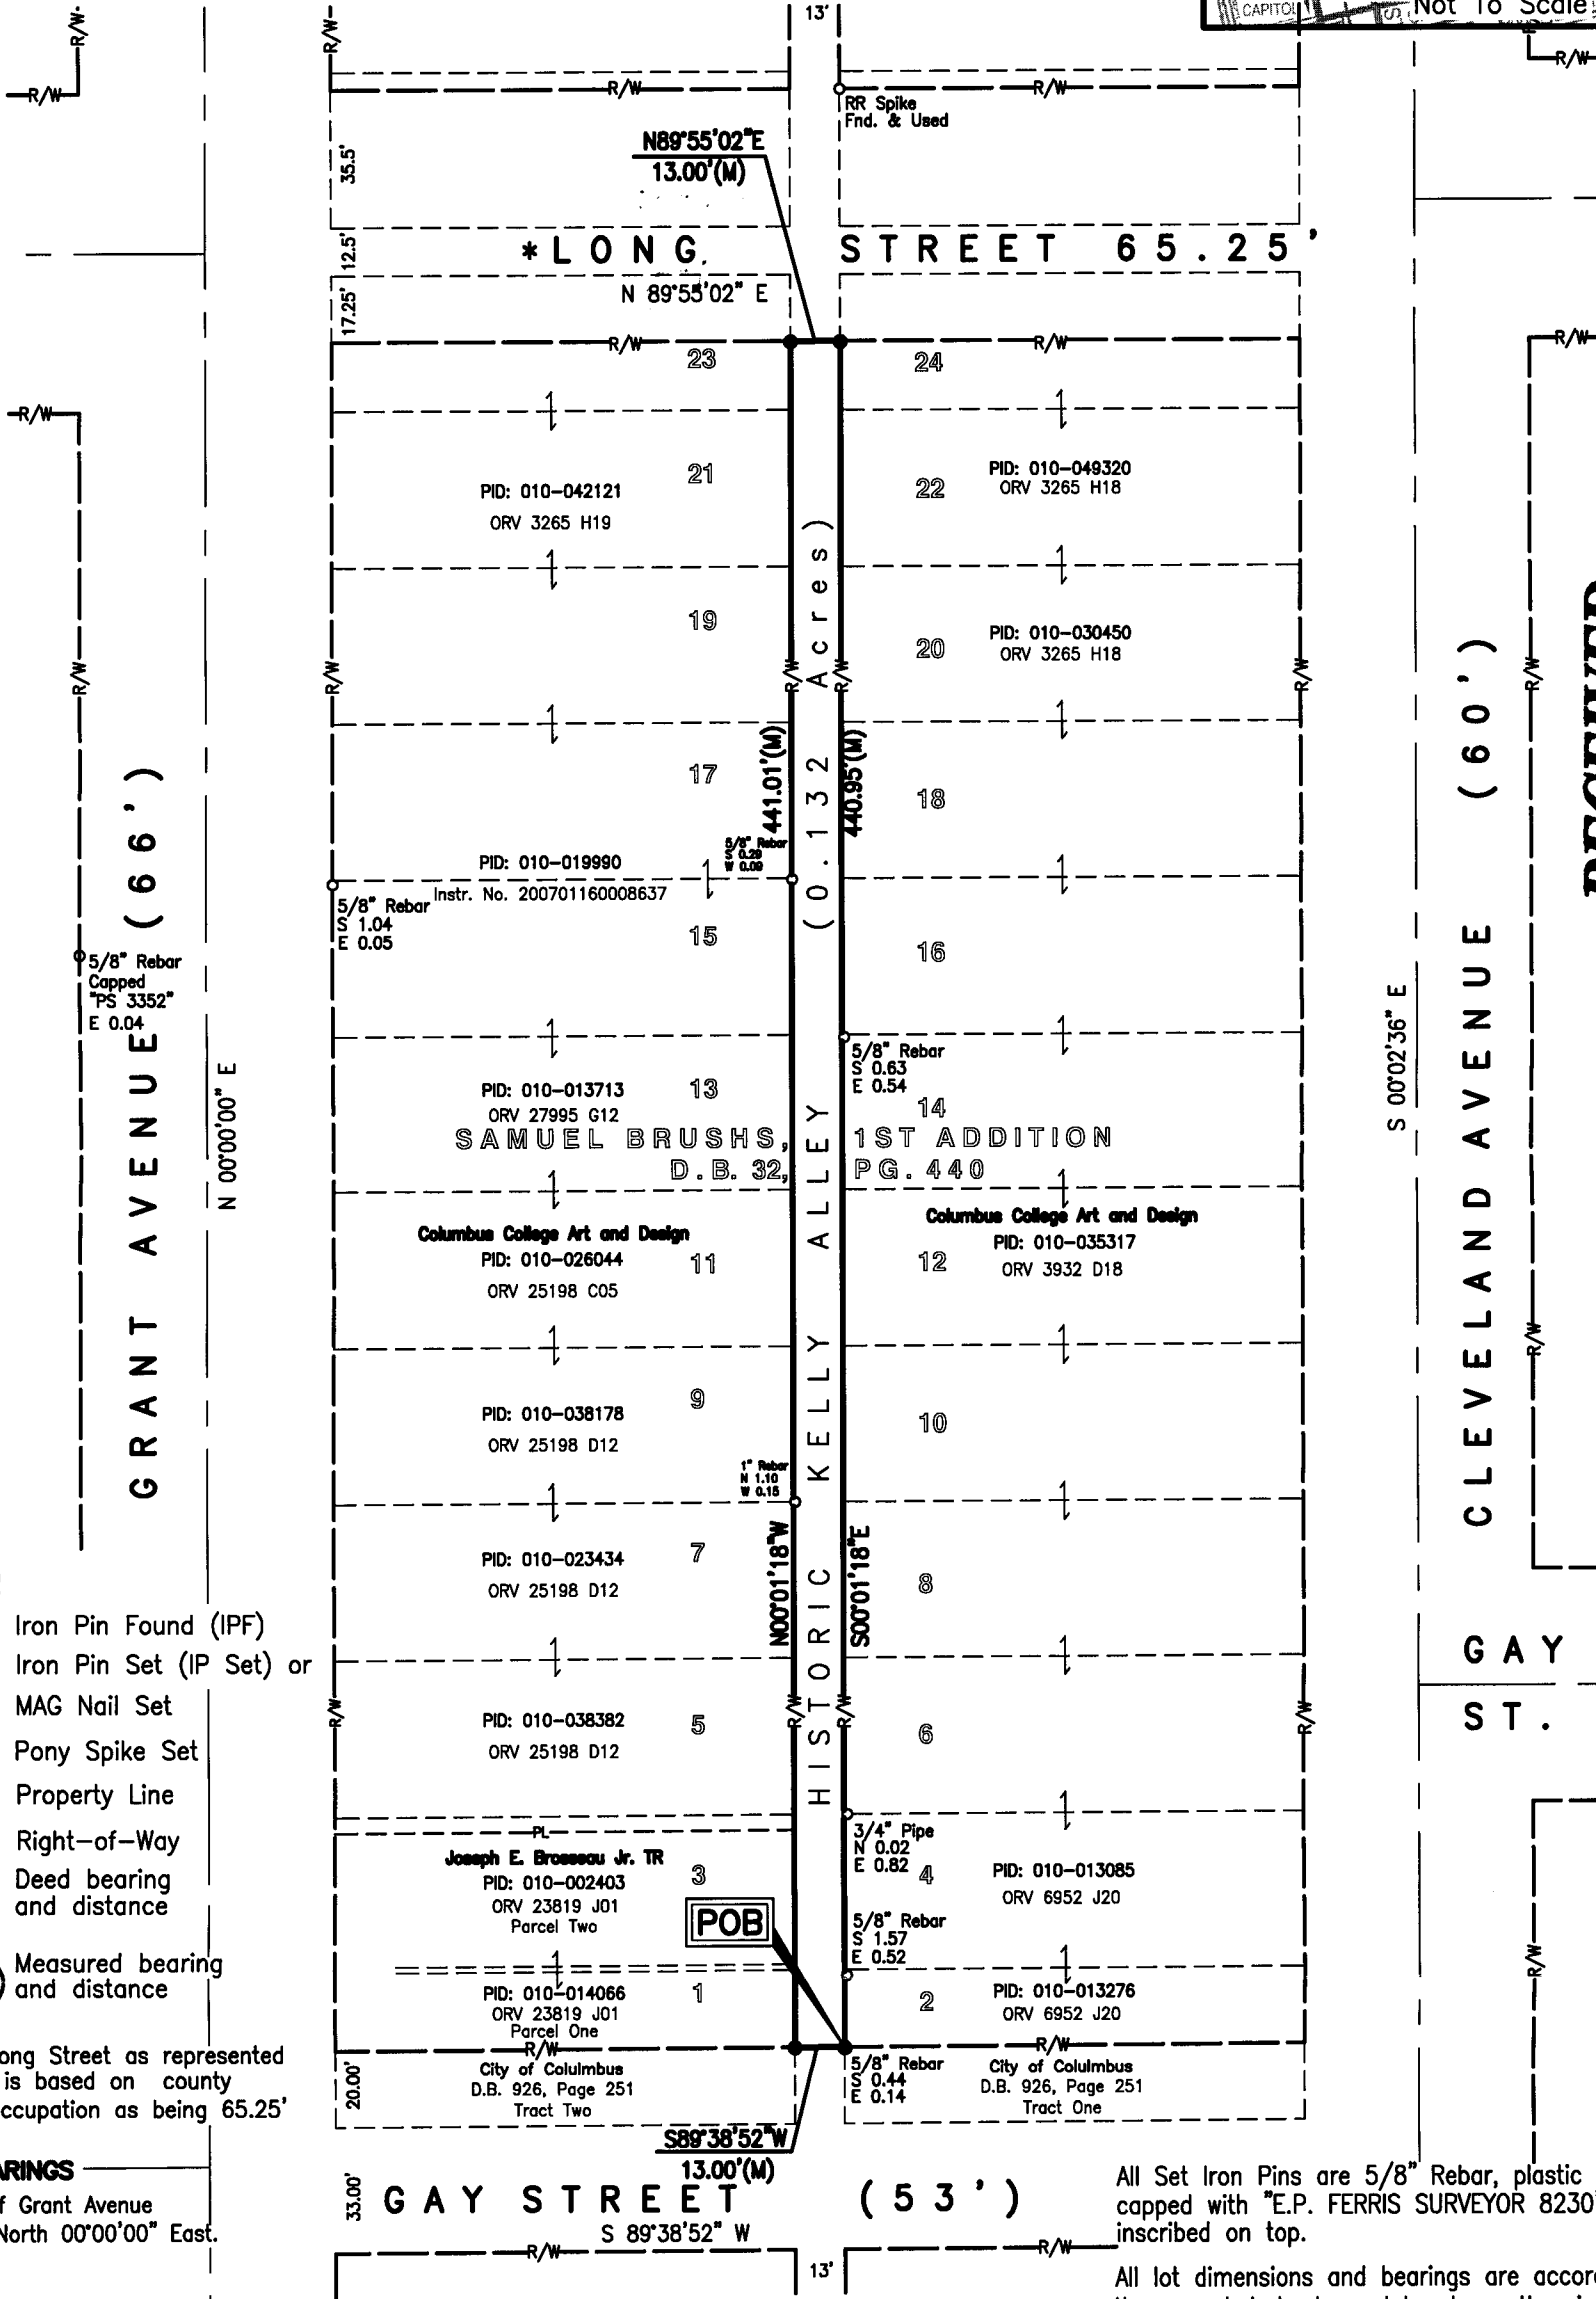 13'
CAPITOL
Not To Scale
R/W
R/W
R/W
R/W
R/W
R/W
R/W
RR Spike
Fnd. & Used
N89°55'02"E
13.00'(M)
35.5'
12.5'
17.25'
*LONG STREET 65.25'
N 89°55'02" E
R/W
R/W
R/W
R/W
23
24
21
22
PID: 010-042121
ORV 3265 H19
PID: 010-049320
ORV 3265 H18
19
20
PID: 010-030450
ORV 3265 H18
R/W
R/W
R/W
R/W
R/W
R/W
17
18
441.01'(M)
440.95'(M)
5/8" Rebar
S 0.29
W 0.09
PID: 010-019990
Instr. No. 200701160008637
5/8" Rebar
S 1.04
E 0.05
15
16
5/8" Rebar
Capped
"PS 3352"
E 0.04
GRANT AVENUE (66')
N 00°00'00" E
CLEVELAND AVENUE (60')
S 00°02'36" E
HISTORIC KELLY ALLEY (0.132 Acres)
5/8" Rebar
S 0.63
E 0.54
PID: 010-013713
ORV 27995 G12
13
14
SAMUEL BRUSHS, 1ST ADDITION
D.B. 32, PG. 440
Columbus College Art and Design
PID: 010-026044
ORV 25198 C05
11
Columbus College Art and Design
PID: 010-035317
ORV 3932 D18
12
PID: 010-038178
ORV 25198 D12
9
10
R/W
1" Rebar
N 1.10
W 0.15
N00°01'18"W
S00°01'18"E
PID: 010-023434
ORV 25198 D12
7
8
Iron Pin Found (IPF)
Iron Pin Set (IP Set) or
MAG Nail Set
Pony Spike Set
Property Line
Right-of-Way
Deed bearing
and distance
Measured bearing
and distance
GAY
ST.
R/W
R/W
R/W
R/W
PID: 010-038382
ORV 25198 D12
5
6
PL
Joseph E. Brosseau Jr. TR
PID: 010-002403
ORV 23819 J01
Parcel Two
3
3/4" Pipe
N 0.02
E 0.82
4
PID: 010-013085
ORV 6952 J20
POB
5/8" Rebar
S 1.57
E 0.52
R/W
PID: 010-014066
ORV 23819 J01
Parcel One
1
2
PID: 010-013276
ORV 6952 J20
R/W
R/W
City of Colulmbus
D.B. 926, Page 251
Tract Two
5/8" Rebar
S 0.44
E 0.14
City of Colulmbus
D.B. 926, Page 251
Tract One
20.00'
ong Street as represented
is based on county
ccupation as being 65.25'
S89°38'52"W
13.00'(M)
ARINGS
f Grant Avenue
North 00°00'00" East.
33.00'
GAY STREET (53')
S 89°38'52" W
R/W
R/W
13'
All Set Iron Pins are 5/8" Rebar, plastic
capped with "E.P. FERRIS SURVEYOR 8230"
inscribed on top.
All lot dimensions and bearings are accor